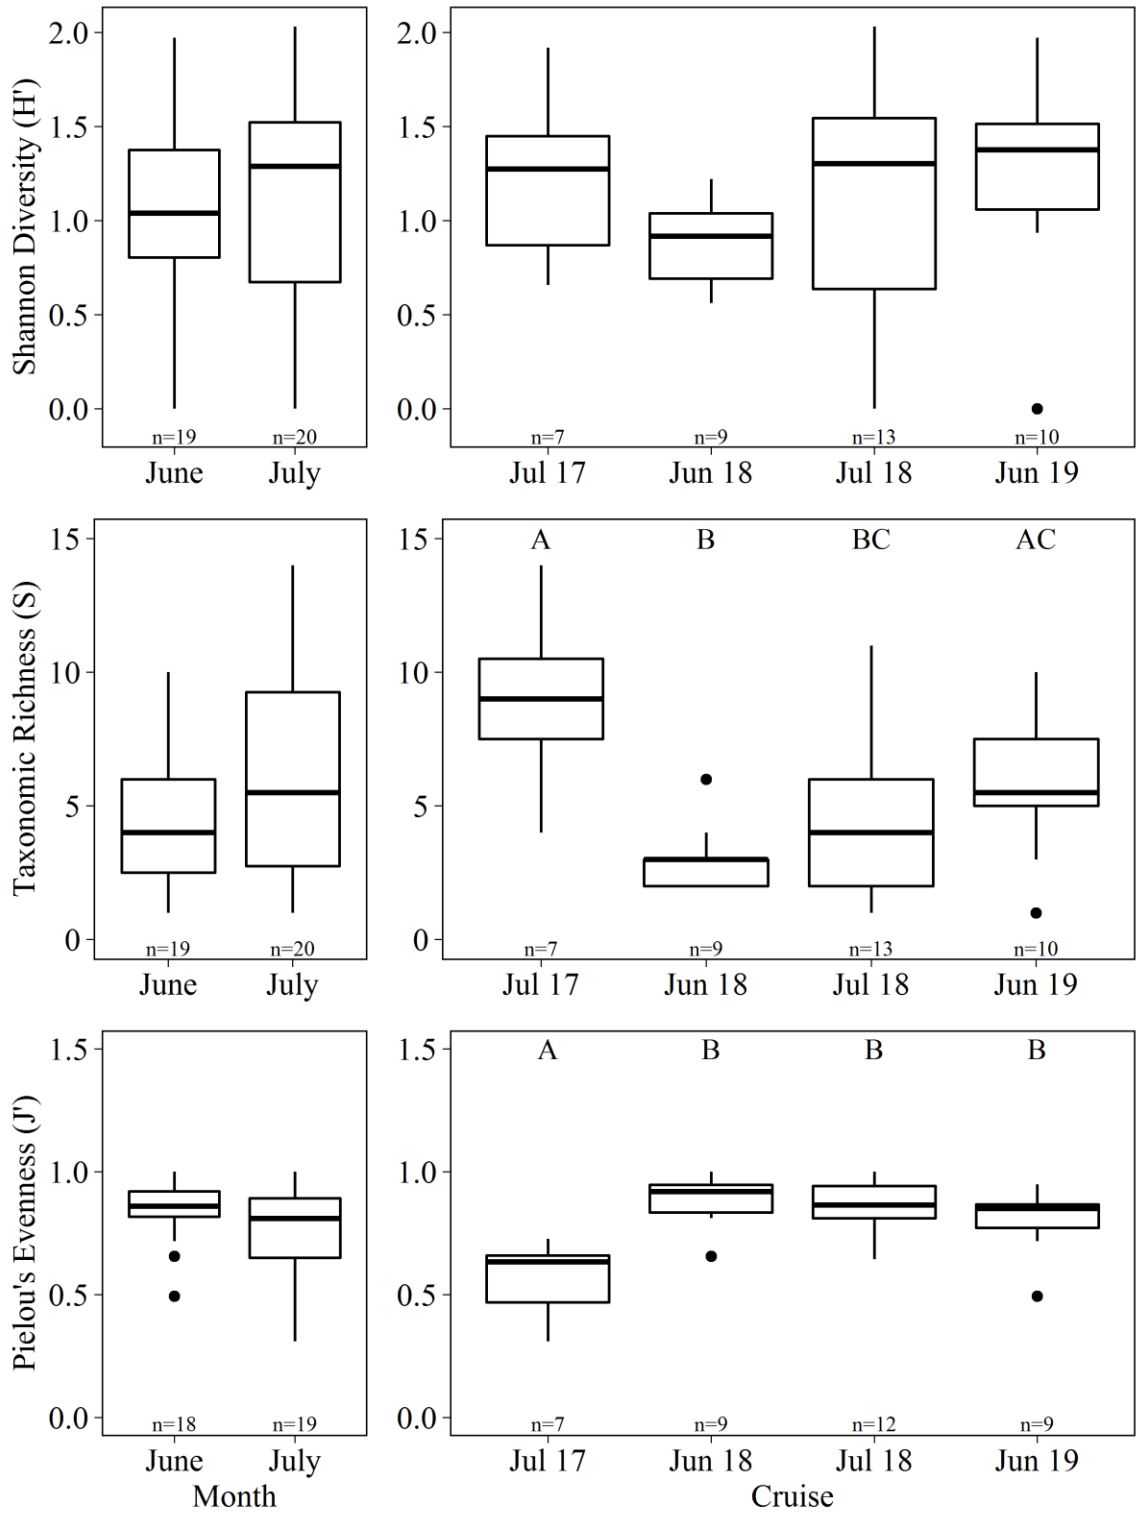 Shannon Diversity (H')
2.0
1.5
1.0
0.5
0.0
n=19 n=20
June July
2.0
1.5
1.0
0.5
0.0
n=7 n=9 n=13 n=10
Jul 17 Jun 18 Jul 18 Jun 19
Taxonomic Richness (S)
15
10
5
0
n=19 n=20
June July
15
10
5
0
A B BC AC
n=7 n=9 n=13 n=10
Jul 17 Jun 18 Jul 18 Jun 19
Pielou's Evenness (J')
1.5
1.0
0.5
0.0
n=18 n=19
June July
Month
1.5
1.0
0.5
0.0
A B B B
n=7 n=9 n=12 n=9
Jul 17 Jun 18 Jul 18 Jun 19
Cruise